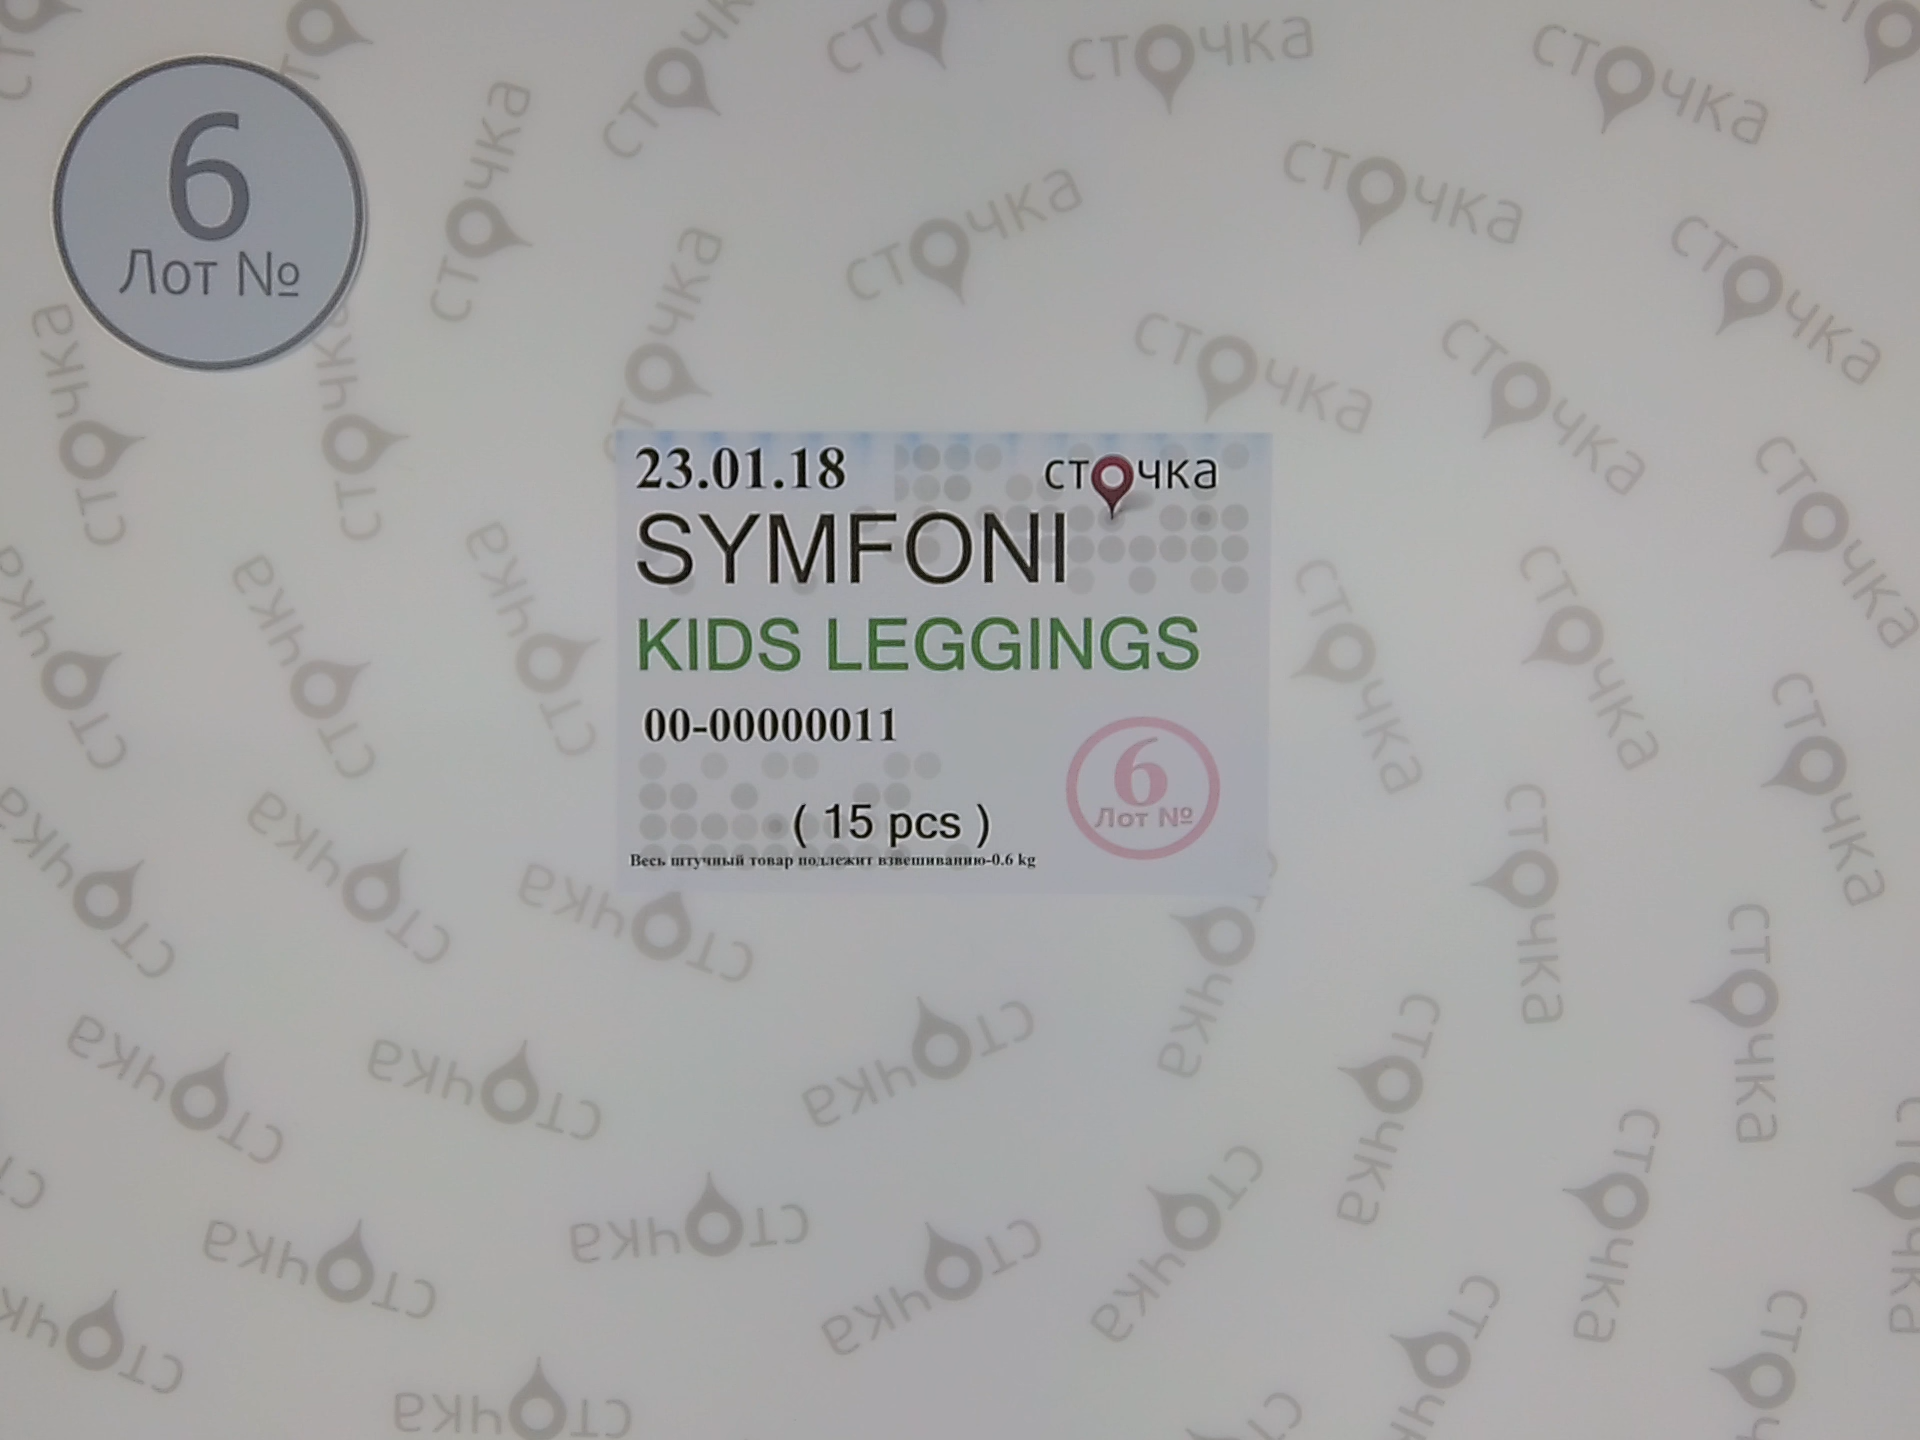 6
Лот №
23.01.18
сточка
SYMFONI
KIDS LEGGINGS
00-00000011
6
Лот №
( 15 pcs )
Весь штучный товар подлежит взвешиванию-0.6 kg